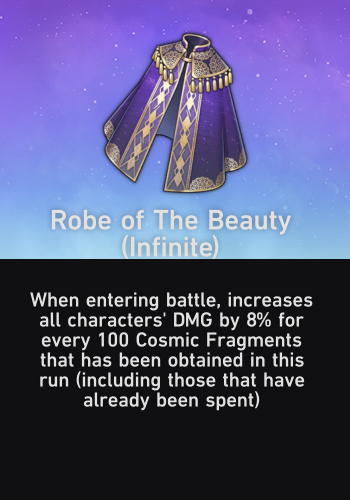 Robe of The Beauty
(Infinite)
When entering battle, increases
all characters' DMG by 8% for
every 100 Cosmic Fragments
that has been obtained in this
run (including those that have
already been spent)